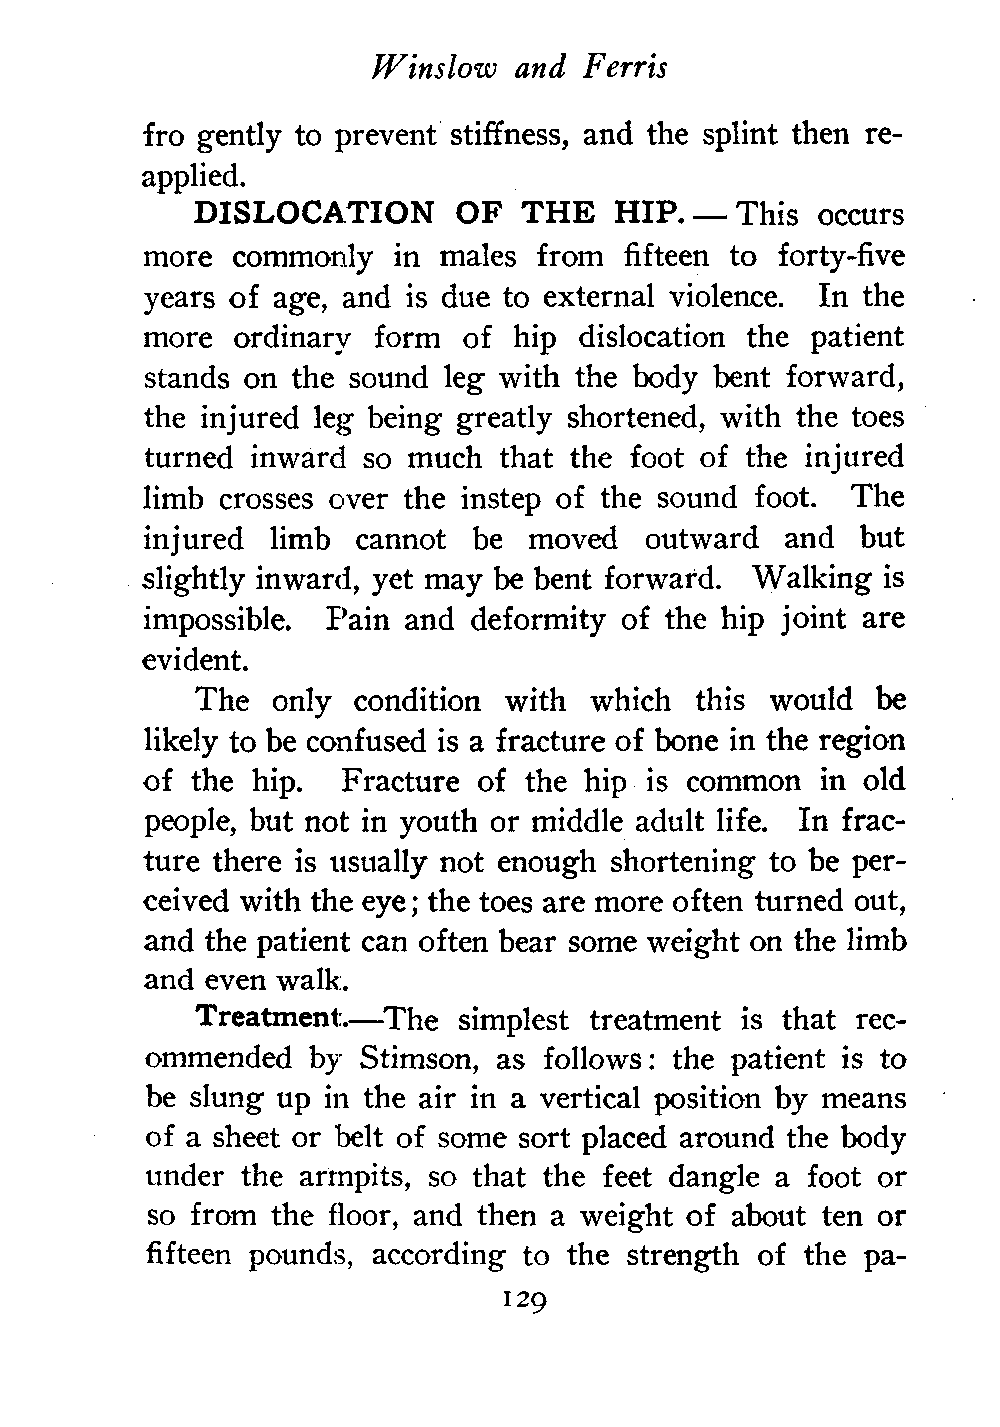 Winslow and Ferris
fro gently to prevent stiffness, and the splint then re-
applied.
DISLOCATION OF THE HIP. — This occurs
more commonly in males from fifteen to forty-five
years of age, and is due to external violence. In the
more ordinary form of hip dislocation the patient
stands on the sound leg with the body bent forward,
the injured leg being greatly shortened, with the toes
turned inward so much that the foot of the injured
limb crosses over the instep of the sound foot. The
injured limb cannot be moved outward and but
slightly inward, yet may be bent forward. Walking is
impossible. Pain and deformity of the hip joint are
evident.
The only condition with which this would be
likely to be confused is a fracture of bone in the region
of the hip. Fracture of the hip is common in old
people, but not in youth or middle adult life. In frac-
ture there is usually not enough shortening to be per-
ceived with the eye; the toes are more often turned out,
and the patient can often bear some weight on the limb
and even walk.
Treatment.—The simplest treatment is that rec-
ommended by Stimson, as follows: the patient is to
be slung up in the air in a vertical position by means
of a sheet or belt of some sort placed around the body
under the armpits, so that the feet dangle a foot or
so from the floor, and then a weight of about ten or
fifteen pounds, according to the strength of the pa-
129